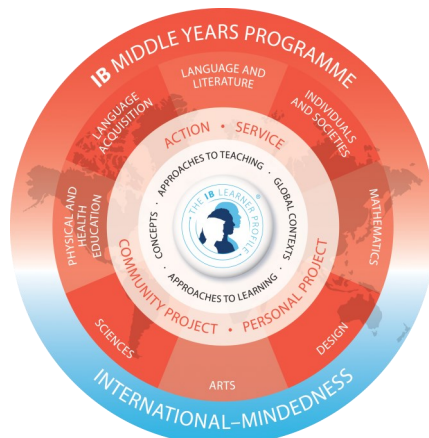 IB MIDDLE YEARS PROGRAMME
LANGUAGE AND
LITERATURE
INDIVIDUALS
AND SOCIETIES
MATHEMATICS
DESIGN
ARTS
SCIENCES
PHYSICAL AND
HEALTH
EDUCATION
LANGUAGE
ACQUISITION
ACTION • SERVICE
PERSONAL PROJECT
•
COMMUNITY PROJECT
APPROACHES TO TEACHING
· GLOBAL CONTEXTS ·
APPROACHES TO LEARNING
· CONCEPTS ·
THE IB LEARNER PROFILE
®
INTERNATIONAL–MINDEDNESS